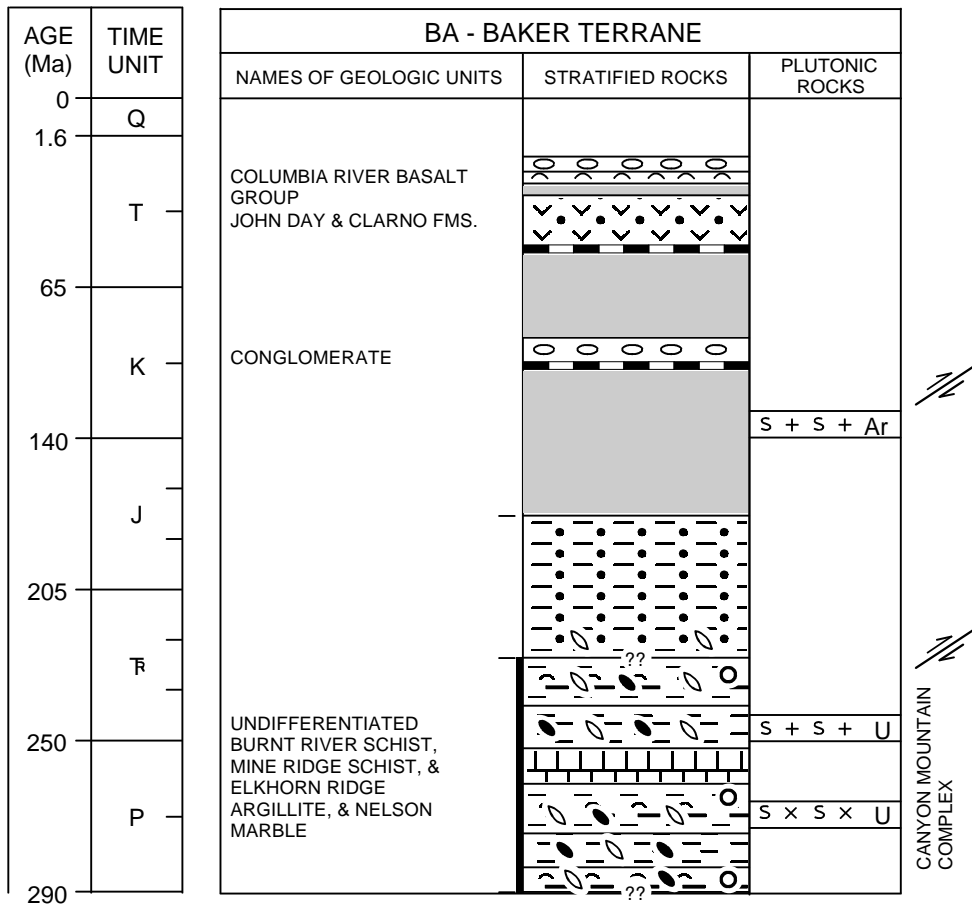 AGE
(Ma)
TIME
UNIT
BA - BAKER TERRANE
NAMES OF GEOLOGIC UNITS
STRATIFIED ROCKS
PLUTONIC
ROCKS
0
Q
1.6
COLUMBIA RIVER BASALT
GROUP
JOHN DAY & CLARNO FMS.
T
65
CONGLOMERATE
K
S + S + Ar
140
J
205
??
TR
UNDIFFERENTIATED
BURNT RIVER SCHIST,
MINE RIDGE SCHIST, &
ELKHORN RIDGE
ARGILLITE, & NELSON
MARBLE
S + S + U
250
P
S × S × U
290
??
CANYON MOUNTAIN
COMPLEX